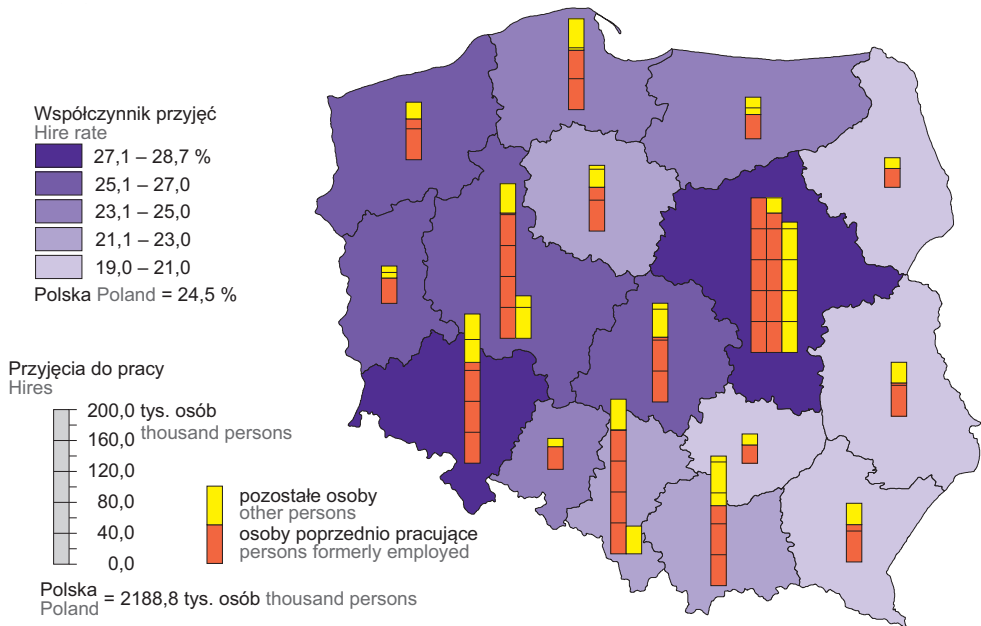 Współczynnik przyjęć
Hire rate
27,1 – 28,7 %
25,1 – 27,0
23,1 – 25,0
21,1 – 23,0
19,0 – 21,0
Polska Poland = 24,5 %
Przyjęcia do pracy
Hires
200,0 tys. osób
thousand persons
160,0
120,0
80,0
40,0
0,0
pozostałe osoby
other persons
osoby poprzednio pracujące
persons formerly employed
Polska
Poland = 2188,8 tys. osób thousand persons